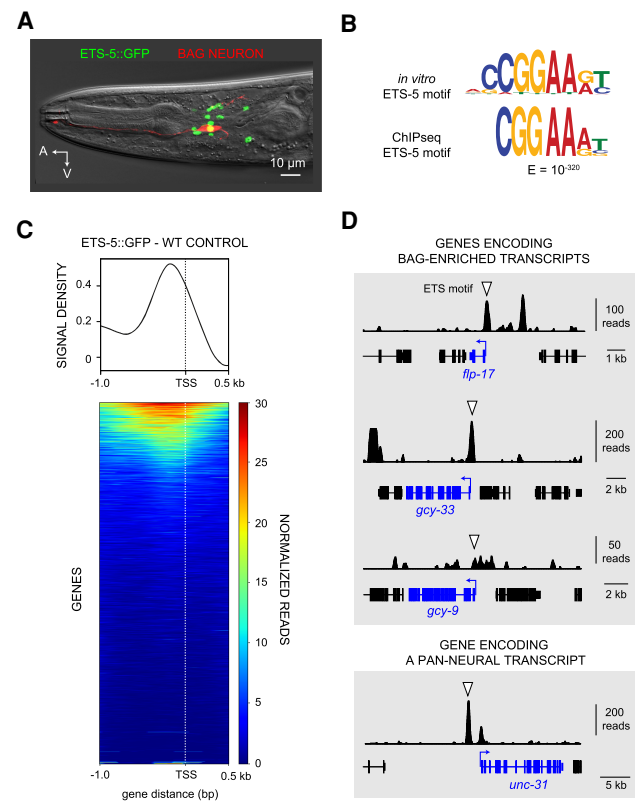 A
ETS-5::GFP BAG NEURON
A
V
10 µm
B
in vitro
ETS-5 motif
CCGGAAGT
ChIPseq
ETS-5 motif
CGGAAAT
E = 10-320
C
ETS-5::GFP - WT CONTROL
SIGNAL DENSITY
0.4
0.2
0
-1.0 TSS 0.5 kb
GENES
30
25
20
15
10
5
0
NORMALIZED READS
-1.0 TSS 0.5 kb
gene distance (bp)
D
GENES ENCODING
BAG-ENRICHED TRANSCRIPTS
ETS motif
100
reads
1 kb
flp-17
200
reads
2 kb
gcy-33
50
reads
2 kb
gcy-9
GENE ENCODING
A PAN-NEURAL TRANSCRIPT
200
reads
unc-31
5 kb